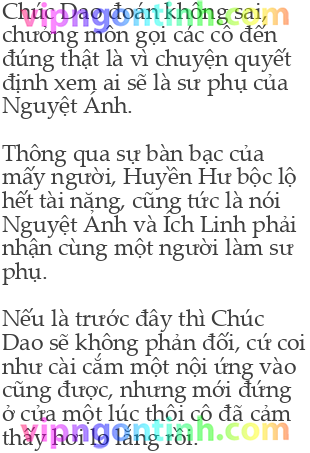 Chúc Dao đoán không sai,
chưởng môn gọi các cô đến
đúng thật là vì chuyện quyết
định xem ai sẽ là sư phụ của
Nguyệt Ảnh.
Thông qua sự bàn bạc của
mấy người, Huyền Hư bộc lộ
hết tài năng, cũng tức là nói
Nguyệt Ảnh và Ích Linh phải
nhận cùng một người làm sư
phụ.
Nếu là trước đây thì Chúc
Dao sẽ không phản đối, cứ coi
như cài cắm một nội ứng vào
cũng được, nhưng mới đứng
ở cửa một lúc thôi cô đã cảm
thấy hơi lo lắng rồi.
vipngontinh.com
vipngontinh.com